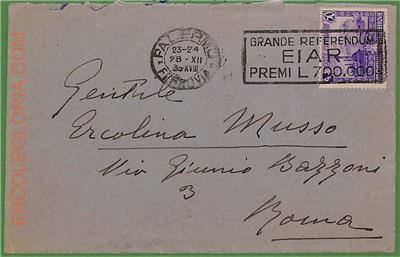 PALERMO
23-24
28·XII
39·XVIII
FERROVIA
GRANDE REFERENDUM
EIAR
PREMI L.700.000
Gentile
Ercolina Musso
Via Giunio Bazzoni
3
Roma
ERCOLEGLORIA.COM